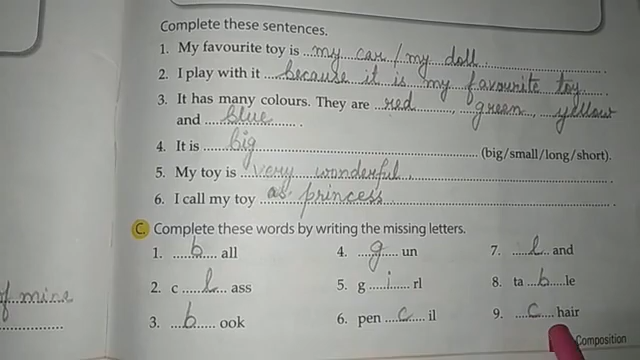 Complete these sentences.
1. My favourite toy is ...my car / my doll...
2. I play with it ...because it is my favourite toy...
3. It has many colours. They are ...red..., ...green..., ...yellow
and ...blue....
4. It is ...big... (big/small/long/short).
5. My toy is ...very wonderful...
6. I call my toy ...as princess...
C. Complete these words by writing the missing letters.
1. ...b... all 4. ...g... un 7. ...l... and
2. c ...l... ass 5. g ...i... rl 8. ta ...b... le
of mine
3. ...b... ook 6. pen ...c... il 9. ...c... hair
Composition